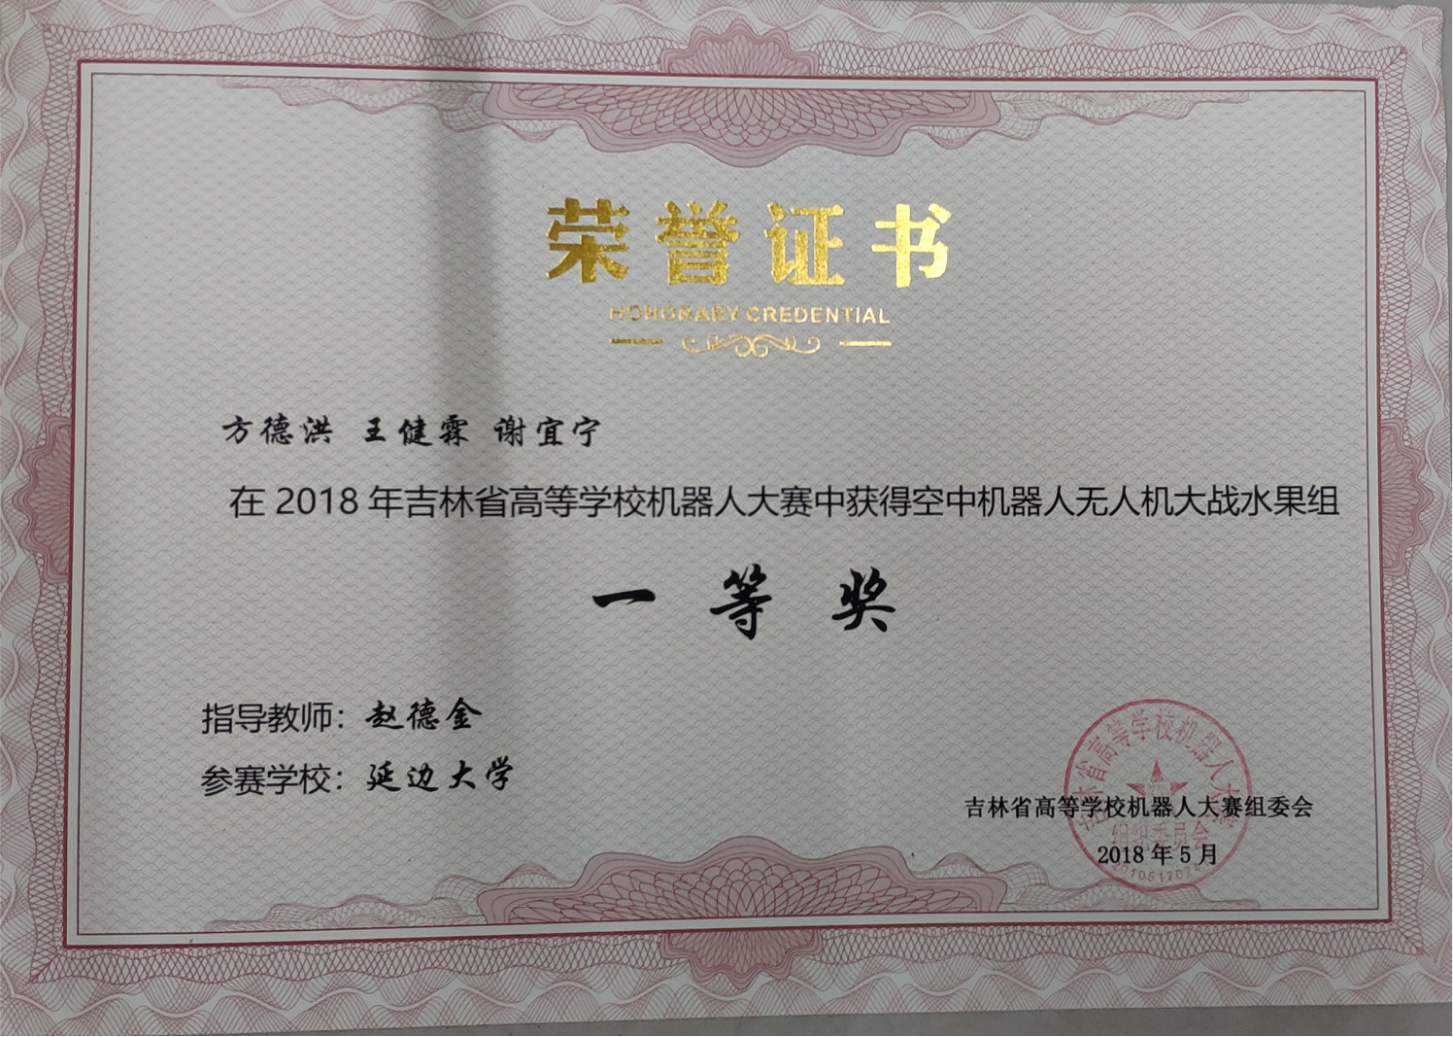 荣誉证书
HONORARY CREDENTIAL
方德洪 王健霖 谢宜宁
在 2018 年吉林省高等学校机器人大赛中获得空中机器人无人机大战水果组
一等奖
指导教师：赵德金
参赛学校：延边大学
吉林省高等学校机器人大赛
组织委员会
吉林省高等学校机器人大赛组委会
2018 年 5 月